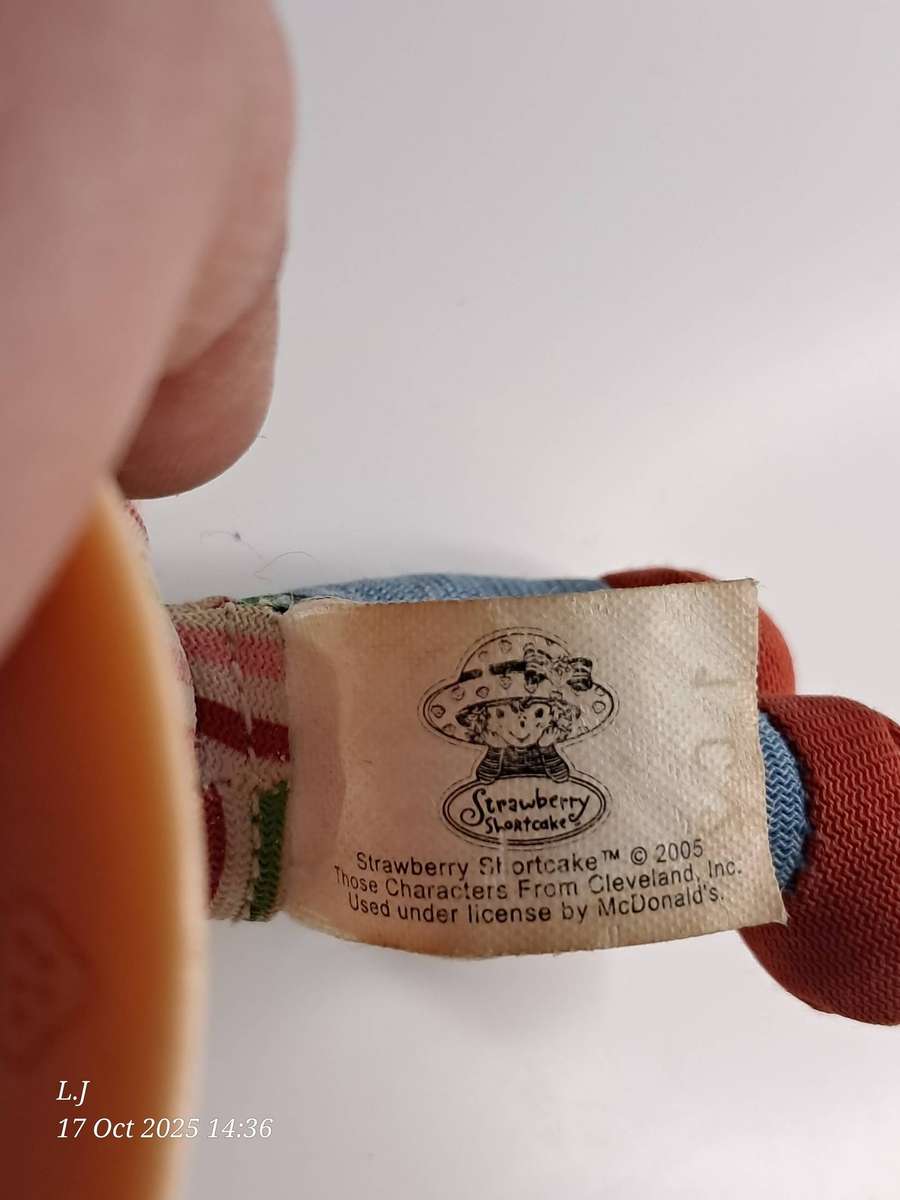 Strawberry
Shortcake
Strawberry Shortcake™ © 2005
Those Characters From Cleveland, Inc.
Used under license by McDonald's.
L.J
17 Oct 2025 14:36